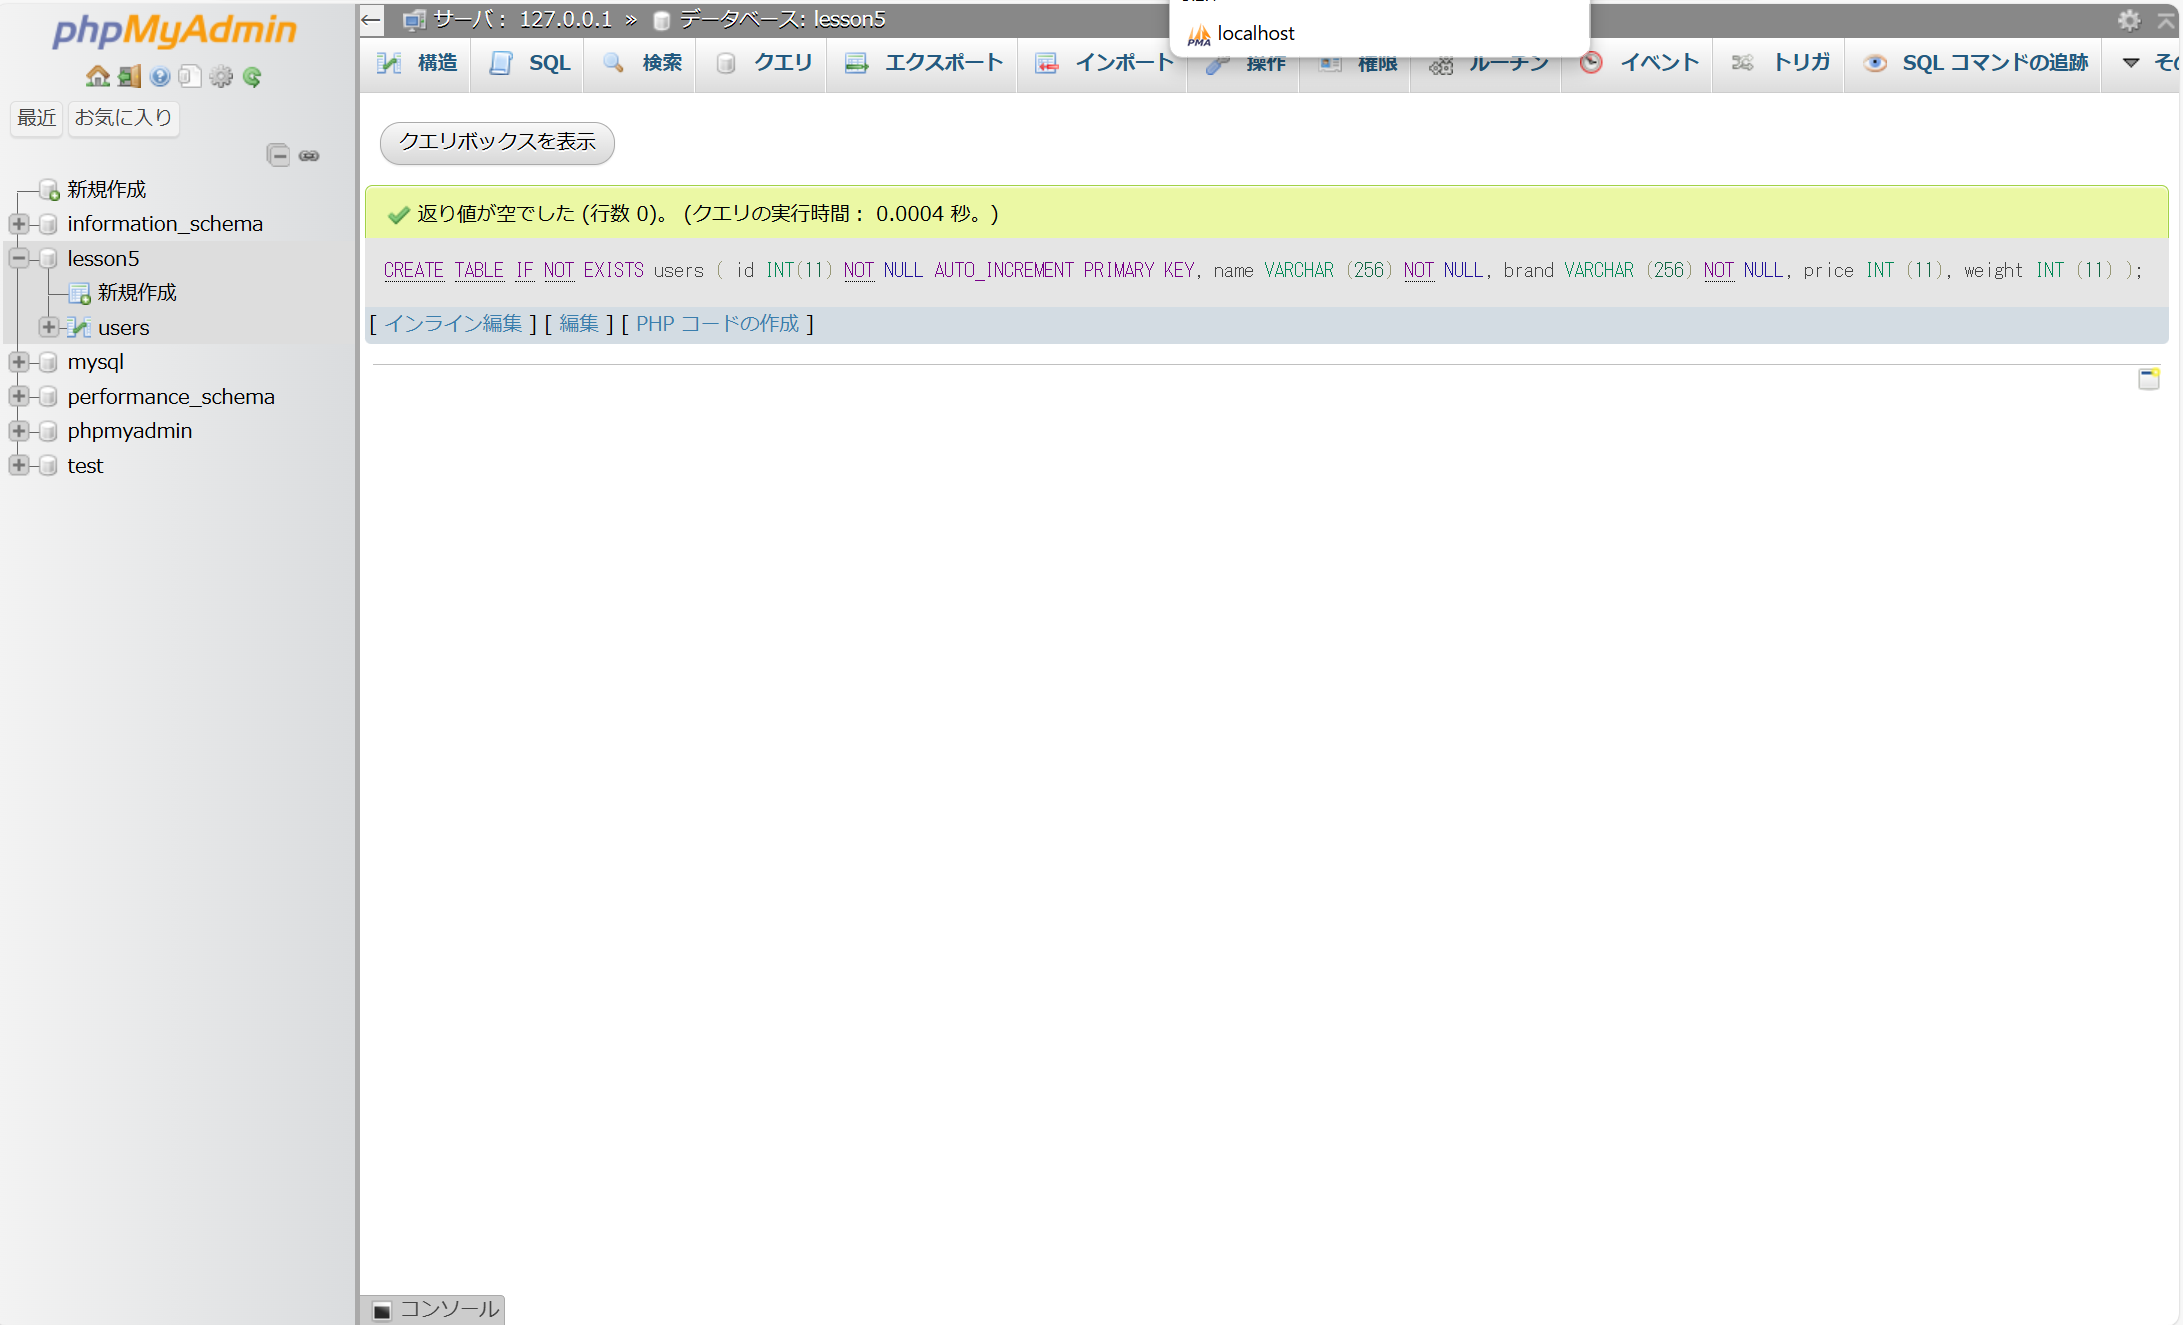 phpMyAdmin
最近 お気に入り
新規作成
information_schema
lesson5
新規作成
users
mysql
performance_schema
phpmyadmin
test
サーバ： 127.0.0.1 » データベース: lesson5
localhost
構造 SQL 検索 クエリ エクスポート インポート 操作 権限 ルーチン イベント トリガ SQL コマンドの追跡
クエリボックスを表示
返り値が空でした (行数 0)。 (クエリの実行時間： 0.0004 秒。)
CREATE TABLE IF NOT EXISTS users ( id INT(11) NOT NULL AUTO_INCREMENT PRIMARY KEY, name VARCHAR (256) NOT NULL, brand VARCHAR (256) NOT NULL, price INT (11), weight INT (11) );
[ インライン編集 ] [ 編集 ] [ PHP コードの作成 ]
コンソール